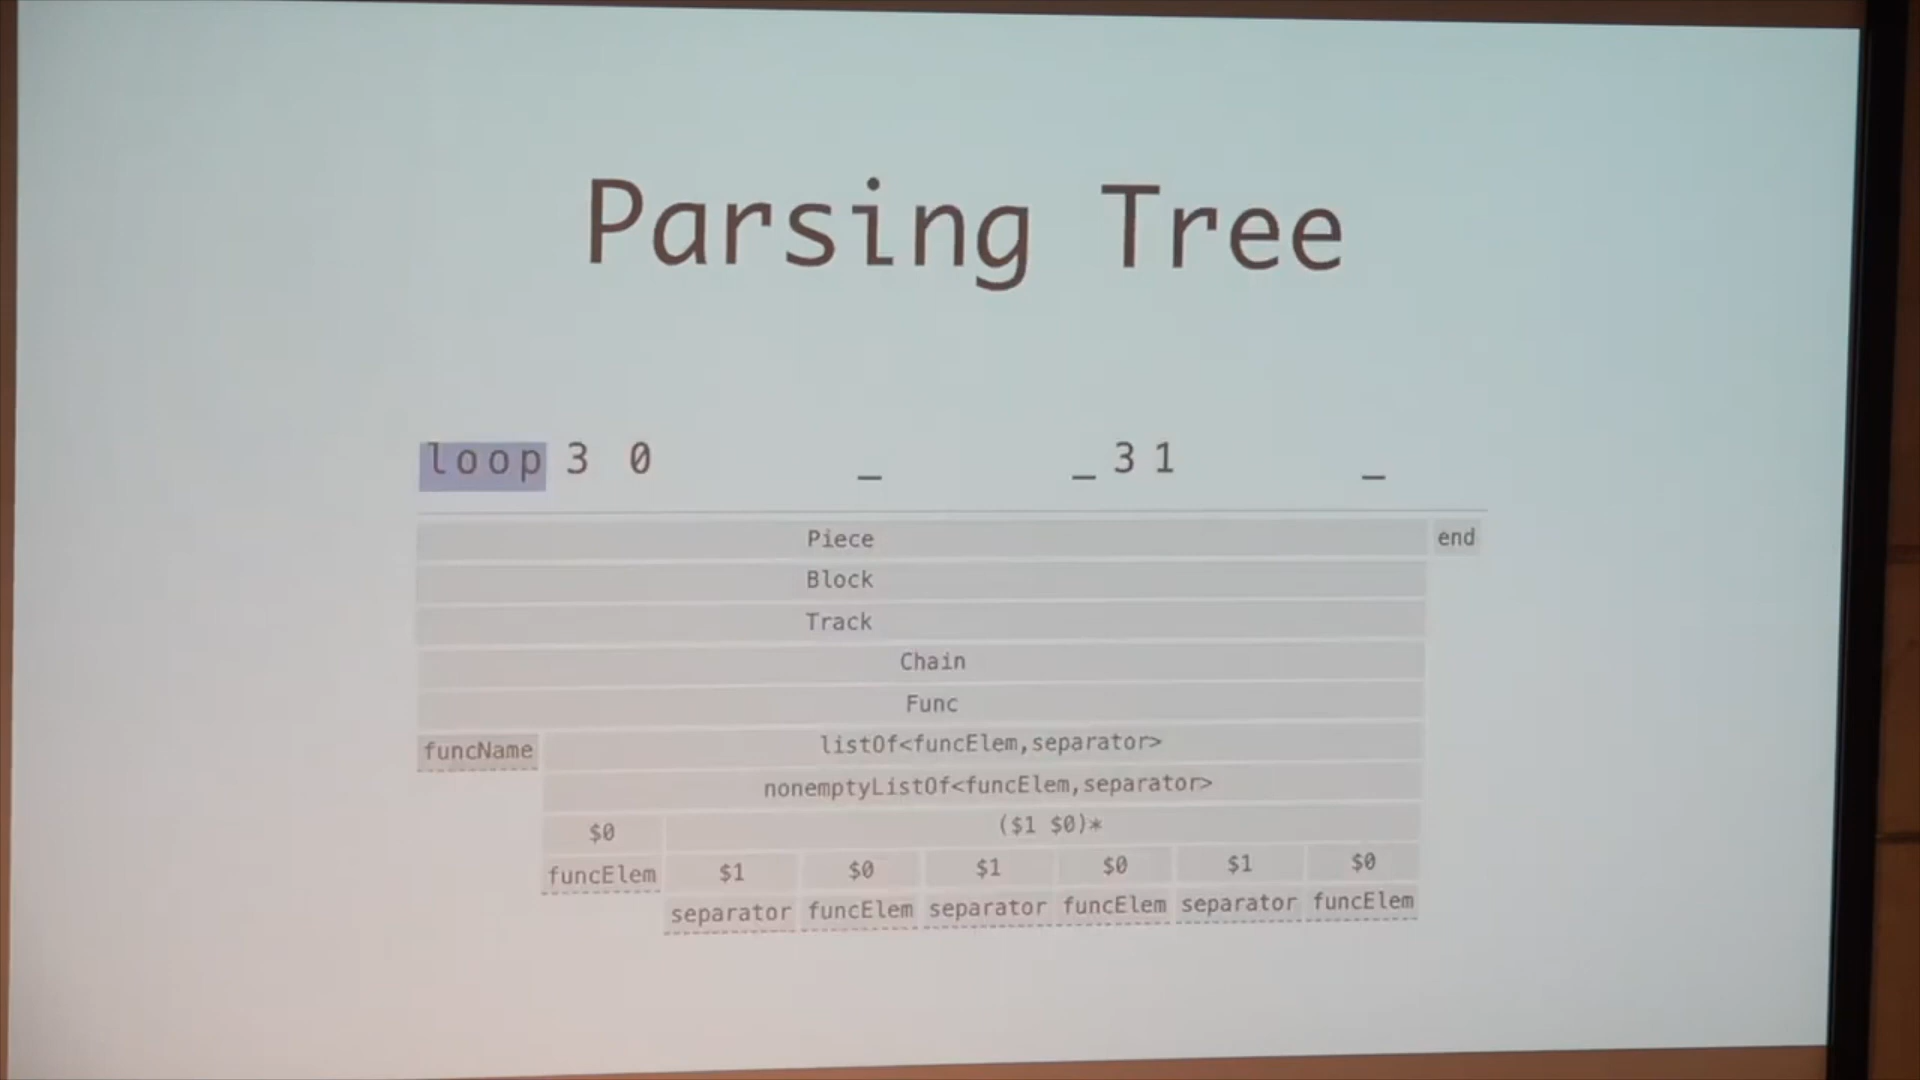 Parsing Tree
loop 3 0 _ _ 3 1 _
Piece end
Block
Track
Chain
Func
funcName listOf<funcElem,separator>
nonemptyListOf<funcElem,separator>
$0 ($1 $0)*
funcElem $1 $0 $1 $0 $1 $0
separator funcElem separator funcElem separator funcElem